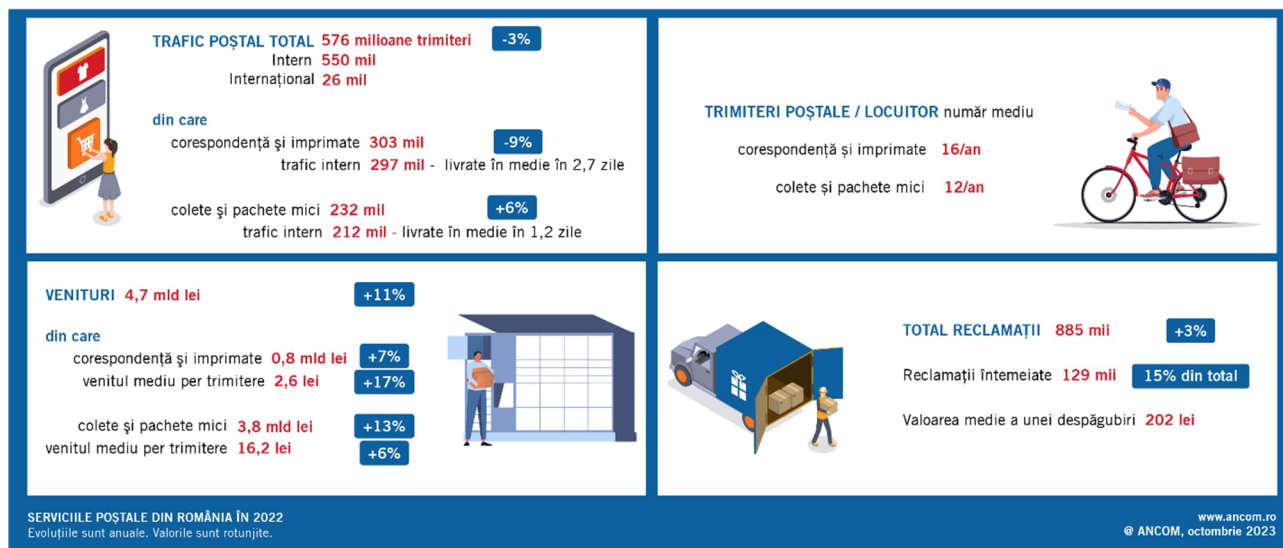 TRAFIC POȘTAL TOTAL 576 milioane trimiteri -3%
Intern 550 mil
Internațional 26 mil
din care
corespondență şi imprimate 303 mil -9%
trafic intern 297 mil - livrate în medie în 2,7 zile
colete şi pachete mici 232 mil +6%
trafic intern 212 mil - livrate în medie în 1,2 zile
TRIMITERI POȘTALE / LOCUITOR număr mediu
corespondență și imprimate 16/an
colete și pachete mici 12/an
VENITURI 4,7 mld lei +11%
din care
corespondență şi imprimate 0,8 mld lei +7%
venitul mediu per trimitere 2,6 lei +17%
colete şi pachete mici 3,8 mld lei +13%
venitul mediu per trimitere 16,2 lei +6%
TOTAL RECLAMAȚII 885 mii +3%
Reclamații întemeiate 129 mii 15% din total
Valoarea medie a unei despăgubiri 202 lei
SERVICIILE POȘTALE DIN ROMÂNIA ÎN 2022
Evoluțiile sunt anuale. Valorile sunt rotunjite.
www.ancom.ro
@ ANCOM, octombrie 2023